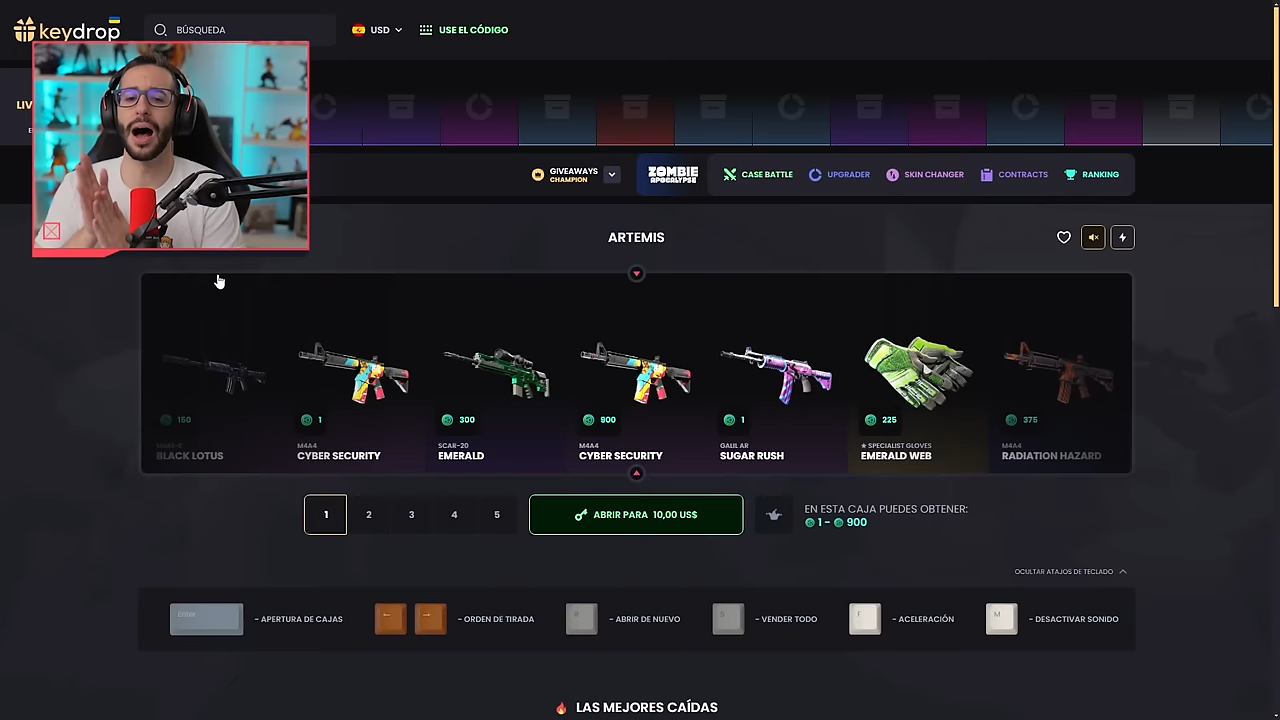 keydrop
BÚSQUEDA
USD
USE EL CÓDIGO
LIV
GIVEAWAYS
CHAMPION
ZOMBIE
APOCALYPSE
CASE BATTLE
UPGRADER
SKIN CHANGER
CONTRACTS
RANKING
ARTEMIS
150
1
300
900
1
225
375
M4A4
SCAR-20
M4A4
GALIL AR
★ SPECIALIST GLOVES
M4A4
BLACK LOTUS
CYBER SECURITY
EMERALD
CYBER SECURITY
SUGAR RUSH
EMERALD WEB
RADIATION HAZARD
1
2
3
4
5
ABRIR PARA 10,00 US$
EN ESTA CAJA PUEDES OBTENER:
1 - 900
OCULTAR ATAJOS DE TECLADO
Enter
- APERTURA DE CAJAS
← →
- ORDEN DE TIRADA
- ABRIR DE NUEVO
S
- VENDER TODO
F
- ACELERACIÓN
M
- DESACTIVAR SONIDO
LAS MEJORES CAÍDAS